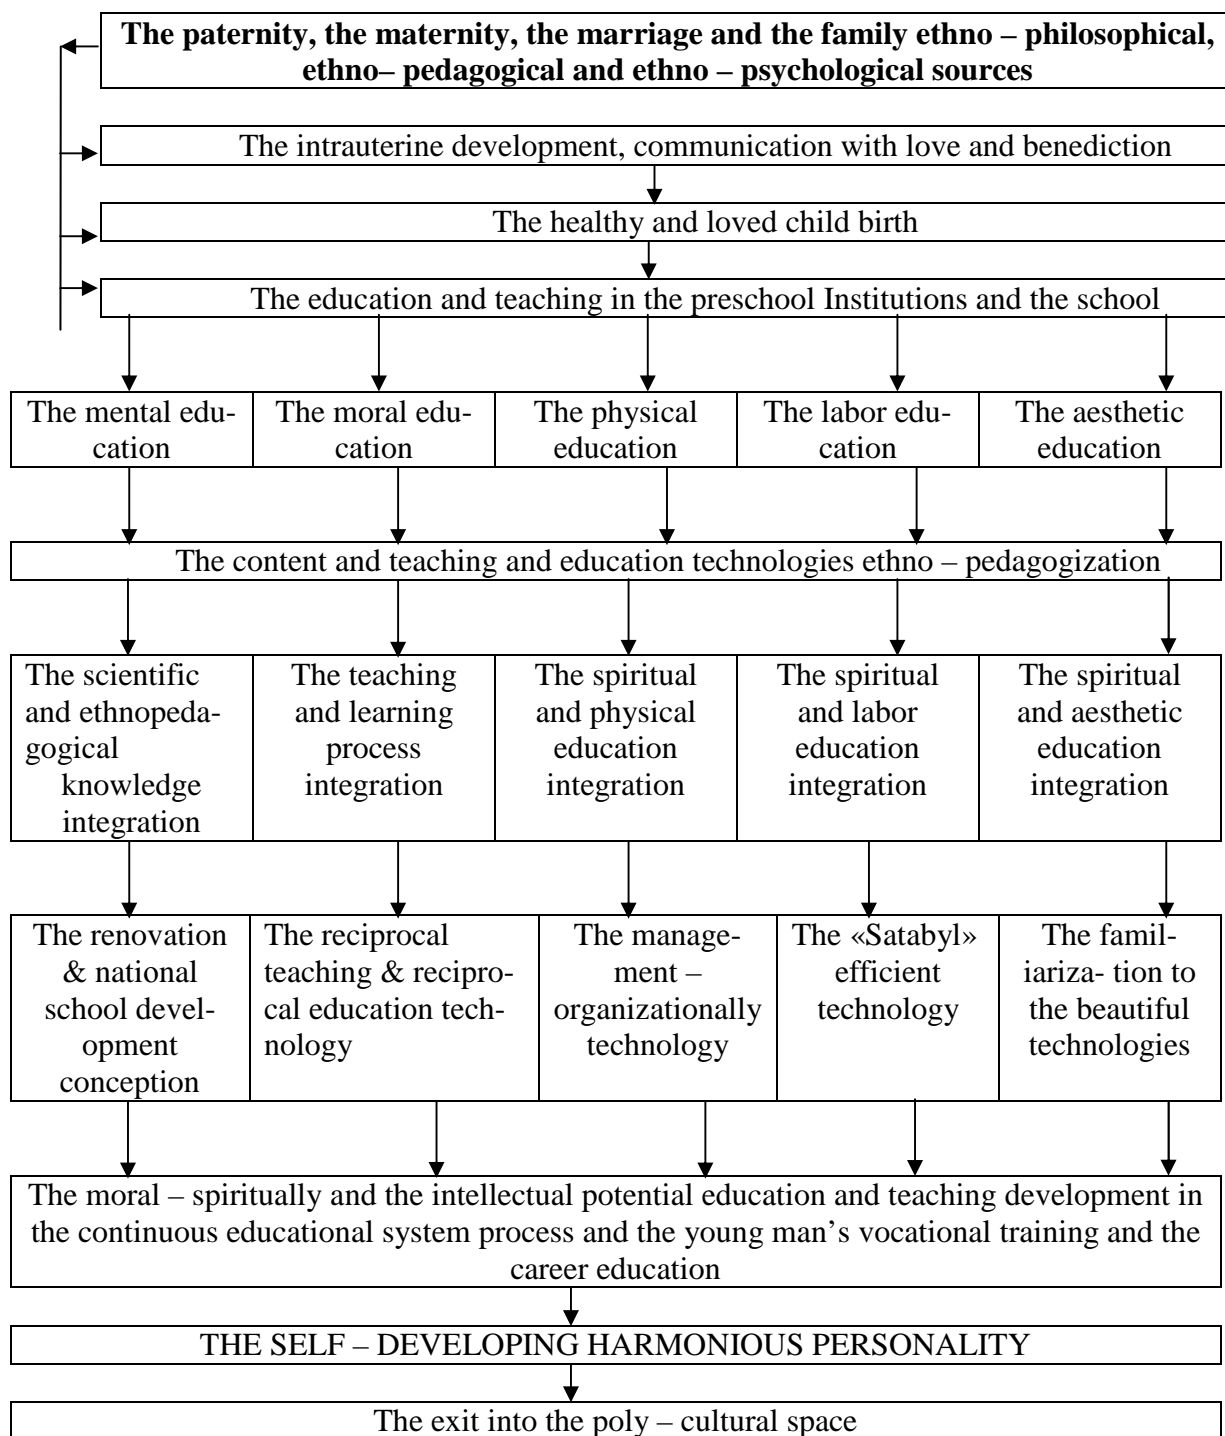 The paternity, the maternity, the marriage and the family ethno – philosophical,
ethno– pedagogical and ethno – psychological sources
The intrauterine development, communication with love and benediction
The healthy and loved child birth
The education and teaching in the preschool Institutions and the school
The mental edu-
cation
The moral edu-
cation
The physical
education
The labor edu-
cation
The aesthetic
education
The content and teaching and education technologies ethno – pedagogization
The scientific
and ethnopeda-
gogical
knowledge
integration
The teaching
and learning
process
integration
The spiritual
and physical
education
integration
The spiritual
and labor
education
integration
The spiritual
and aesthetic
education
integration
The renovation
& national
school devel-
opment
conception
The reciprocal
teaching & recipro-
cal education tech-
nology
The manage-
ment –
organizationally
technology
The «Satabyl»
efficient
technology
The famil-
iariza- tion to
the beautiful
technologies
The moral – spiritually and the intellectual potential education and teaching development in
the continuous educational system process and the young man’s vocational training and the
career education
THE SELF – DEVELOPING HARMONIOUS PERSONALITY
The exit into the poly – cultural space